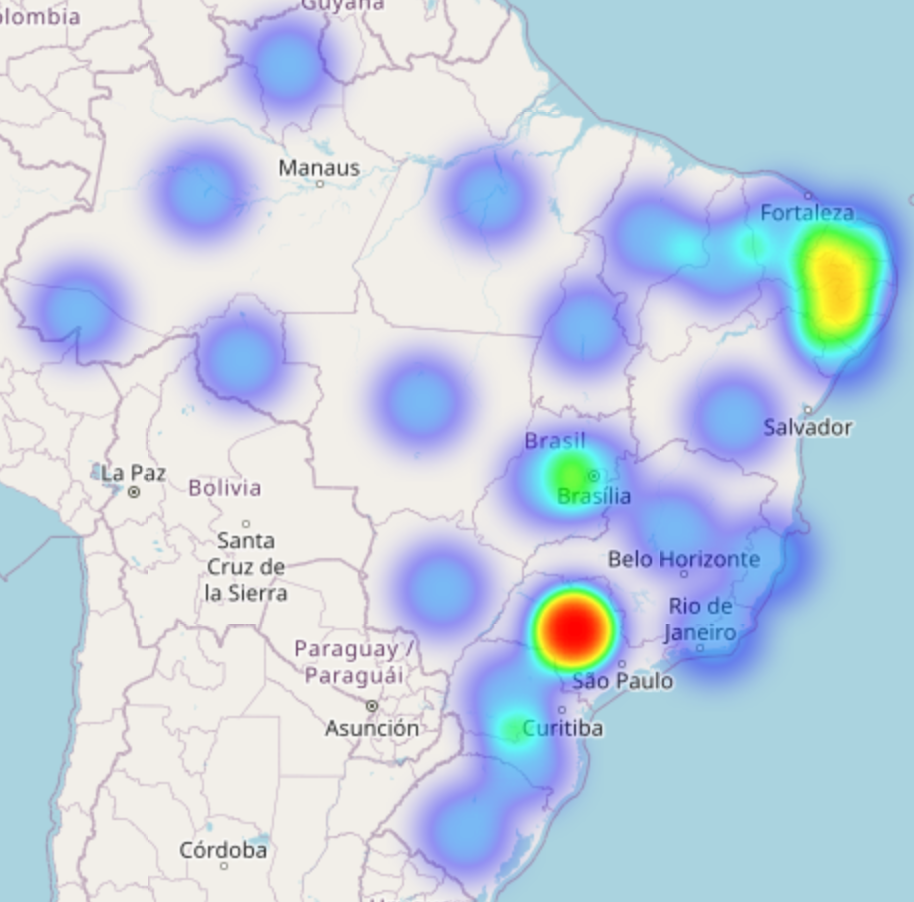 Guyana
olombia
Manaus
Fortaleza
Salvador
Brasil
Brasília
La Paz
Bolivia
Santa
Cruz de
la Sierra
Belo Horizonte
Rio de
Janeiro
Paraguay /
Paraguái
São Paulo
Asunción
Curitiba
Córdoba